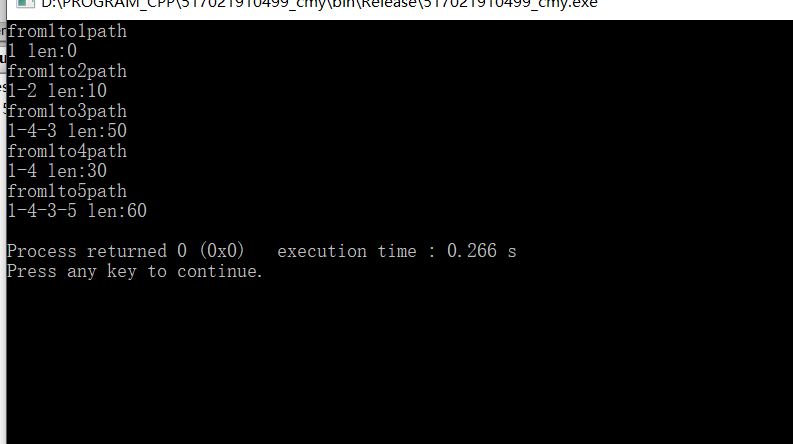 D:\PROGRAM_CPP\517021910499_cmy\bin\Release\517021910499_cmy.exe
from1to1path
1 len:0
from1to2path
1-2 len:10
from1to3path
1-4-3 len:50
from1to4path
1-4 len:30
from1to5path
1-4-3-5 len:60
Process returned 0 (0x0)   execution time : 0.266 s
Press any key to continue.